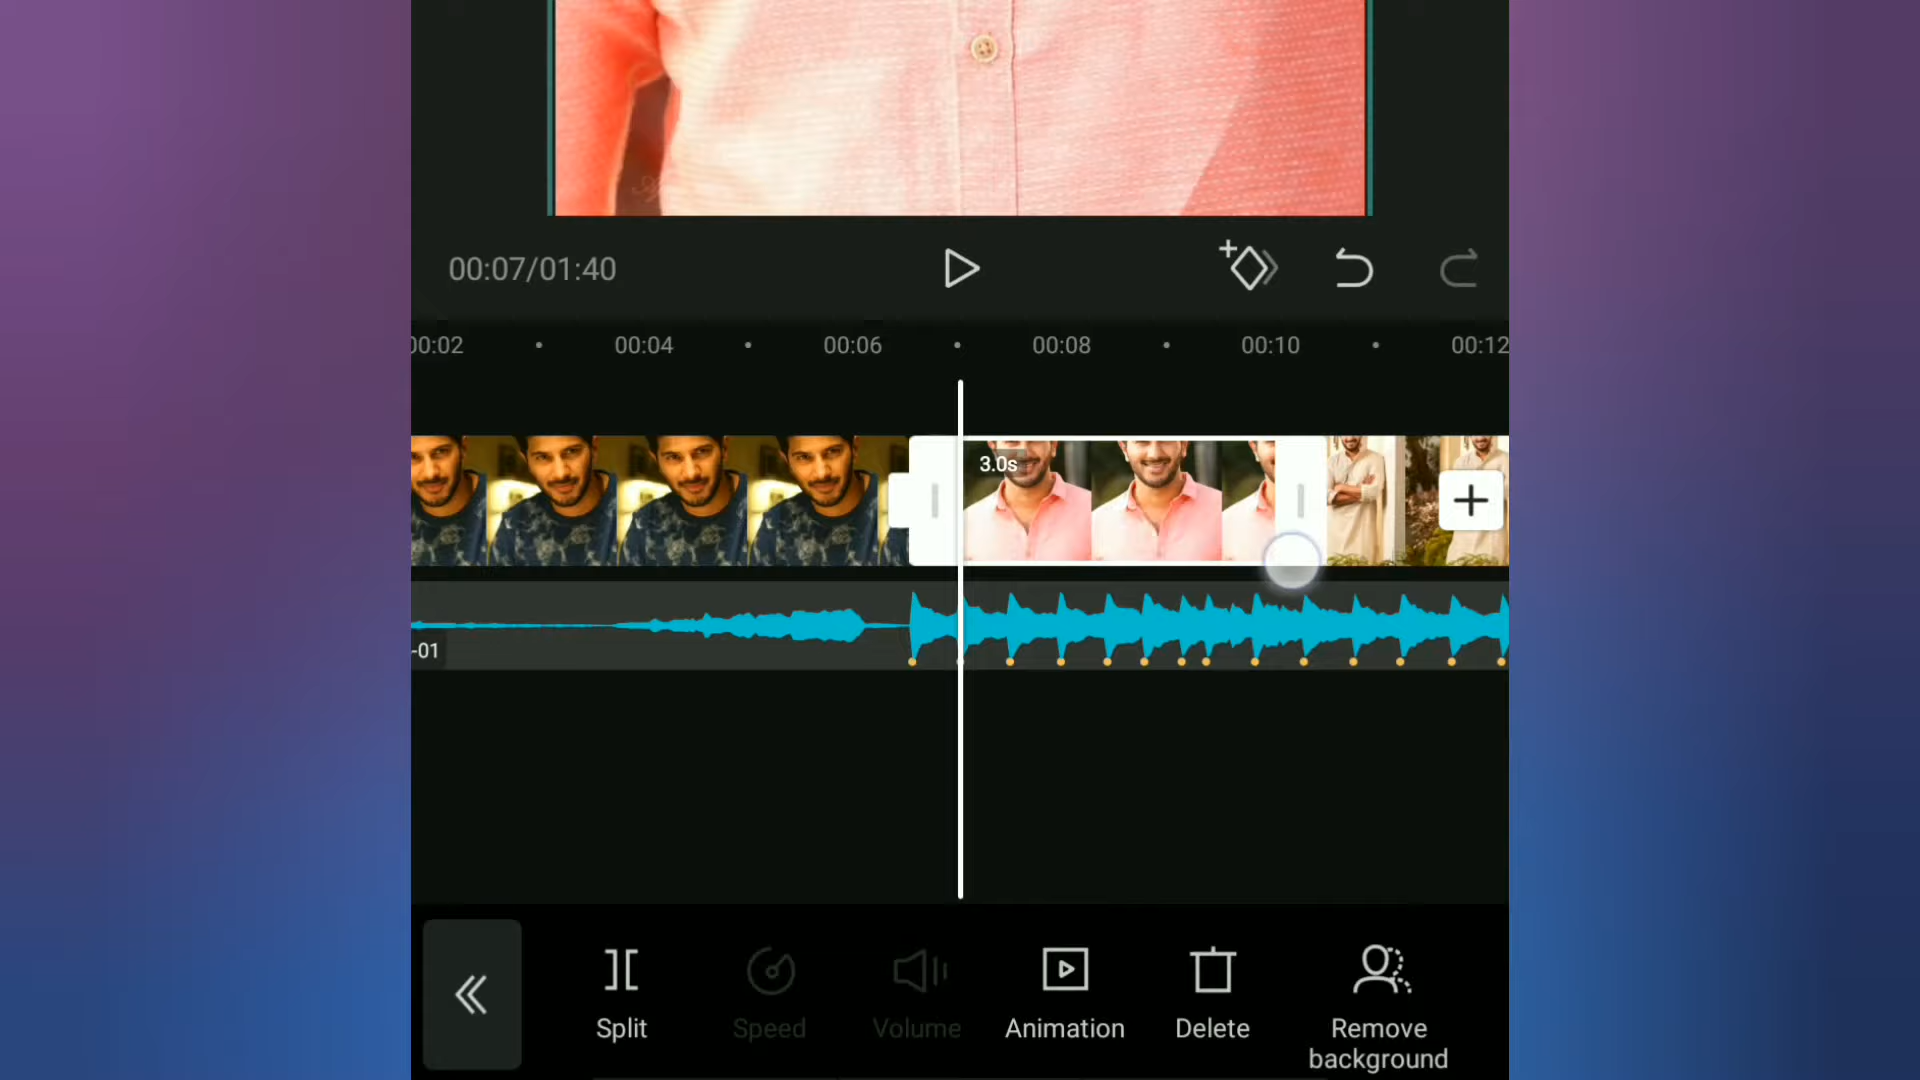 00:07/01:40
00:02 00:04 00:06 00:08 00:10 00:12
3.0s
-01
Split Speed Volume Animation Delete Remove
background